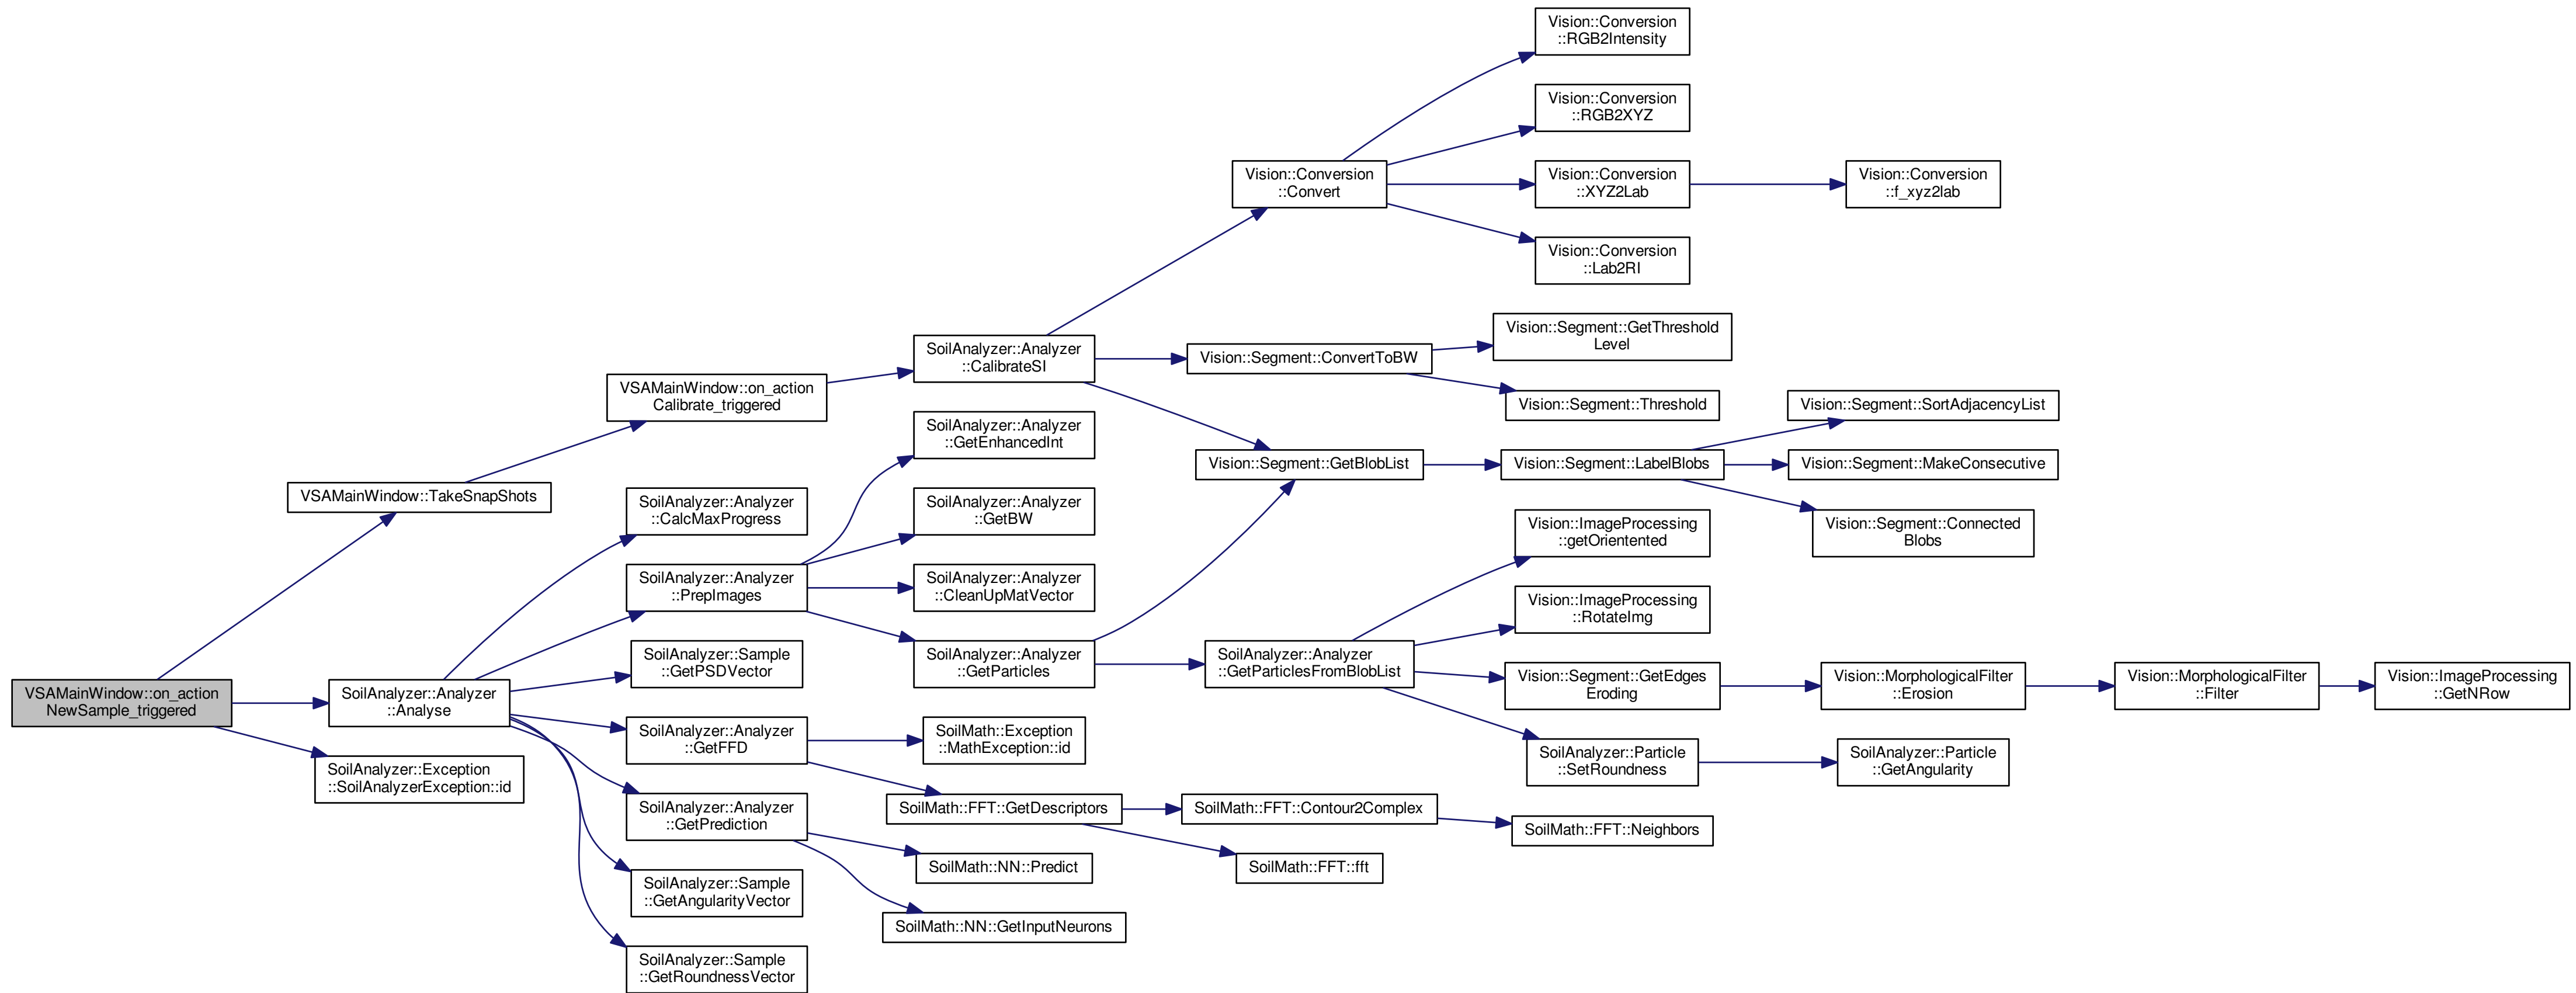 VSAMainWindow::on_action
NewSample_triggered
VSAMainWindow::TakeSnapShots
SoilAnalyzer::Analyzer
::Analyse
SoilAnalyzer::Exception
::SoilAnalyzerException::id
VSAMainWindow::on_action
Calibrate_triggered
SoilAnalyzer::Analyzer
::CalcMaxProgress
SoilAnalyzer::Analyzer
::PrepImages
SoilAnalyzer::Sample
::GetPSDVector
SoilAnalyzer::Analyzer
::GetFFD
SoilAnalyzer::Analyzer
::GetPrediction
SoilAnalyzer::Sample
::GetAngularityVector
SoilAnalyzer::Sample
::GetRoundnessVector
SoilAnalyzer::Analyzer
::CalibrateSI
SoilAnalyzer::Analyzer
::GetEnhancedInt
SoilAnalyzer::Analyzer
::GetBW
SoilAnalyzer::Analyzer
::CleanUpMatVector
SoilAnalyzer::Analyzer
::GetParticles
SoilMath::Exception
::MathException::id
SoilMath::FFT::GetDescriptors
SoilMath::NN::Predict
SoilMath::NN::GetInputNeurons
Vision::Conversion
::Convert
Vision::Segment::ConvertToBW
Vision::Segment::GetBlobList
SoilAnalyzer::Analyzer
::GetParticlesFromBlobList
SoilMath::FFT::Contour2Complex
SoilMath::FFT::fft
Vision::Conversion
::RGB2Intensity
Vision::Conversion
::RGB2XYZ
Vision::Conversion
::XYZ2Lab
Vision::Conversion
::Lab2RI
Vision::Segment::GetThreshold
Level
Vision::Segment::Threshold
Vision::Segment::LabelBlobs
Vision::ImageProcessing
::getOrientented
Vision::ImageProcessing
::RotateImg
Vision::Segment::GetEdges
Eroding
SoilAnalyzer::Particle
::SetRoundness
SoilMath::FFT::Neighbors
Vision::Conversion
::f_xyz2lab
Vision::Segment::SortAdjacencyList
Vision::Segment::MakeConsecutive
Vision::Segment::Connected
Blobs
Vision::MorphologicalFilter
::Erosion
SoilAnalyzer::Particle
::GetAngularity
Vision::MorphologicalFilter
::Filter
Vision::ImageProcessing
::GetNRow